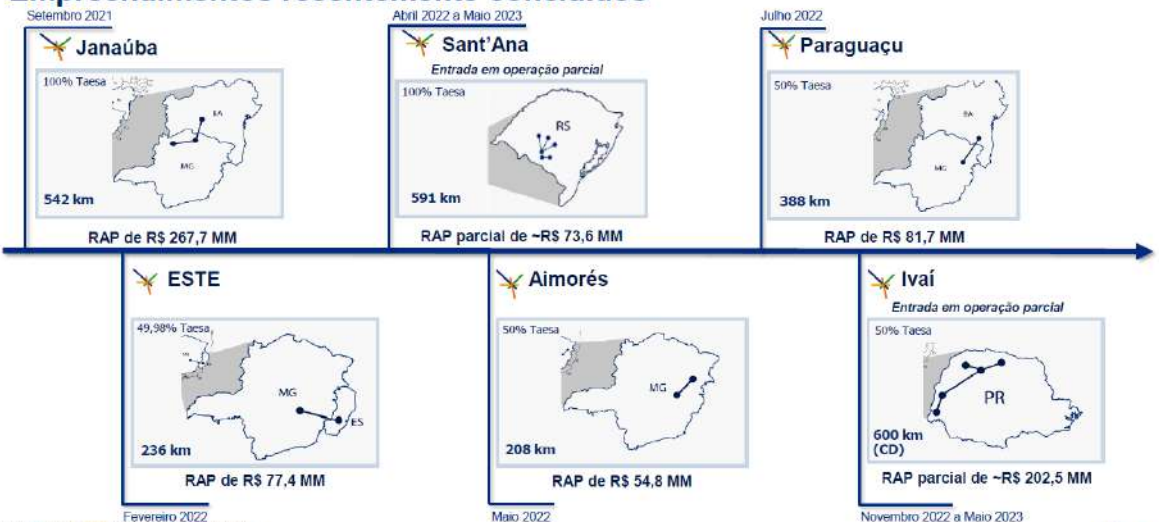 Empreendimentos recentemente concluídos
Setembro 2021
Janaúba
100% Taesa
BA
MG
542 km
RAP de R$ 267,7 MM
Abril 2022 a Maio 2023
Sant'Ana
Entrada em operação parcial
100% Taesa
RS
591 km
RAP parcial de ~R$ 73,6 MM
Julho 2022
Paraguaçu
50% Taesa
BA
MG
388 km
RAP de R$ 81,7 MM
ESTE
49,98% Taesa
MG
ES
236 km
RAP de R$ 77,4 MM
Fevereiro 2022
Aimorés
50% Taesa
MG
208 km
RAP de R$ 54,8 MM
Maio 2022
Ivaí
Entrada em operação parcial
50% Taesa
PR
600 km
(CD)
RAP parcial de ~R$ 202,5 MM
Novembro 2022 a Maio 2023